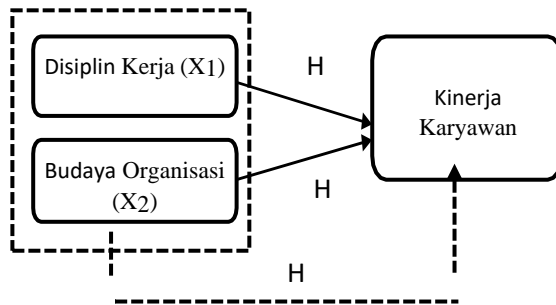 Disiplin Kerja (X1)
H
Kinerja
Karyawan
Budaya Organisasi
(X2)
H
H